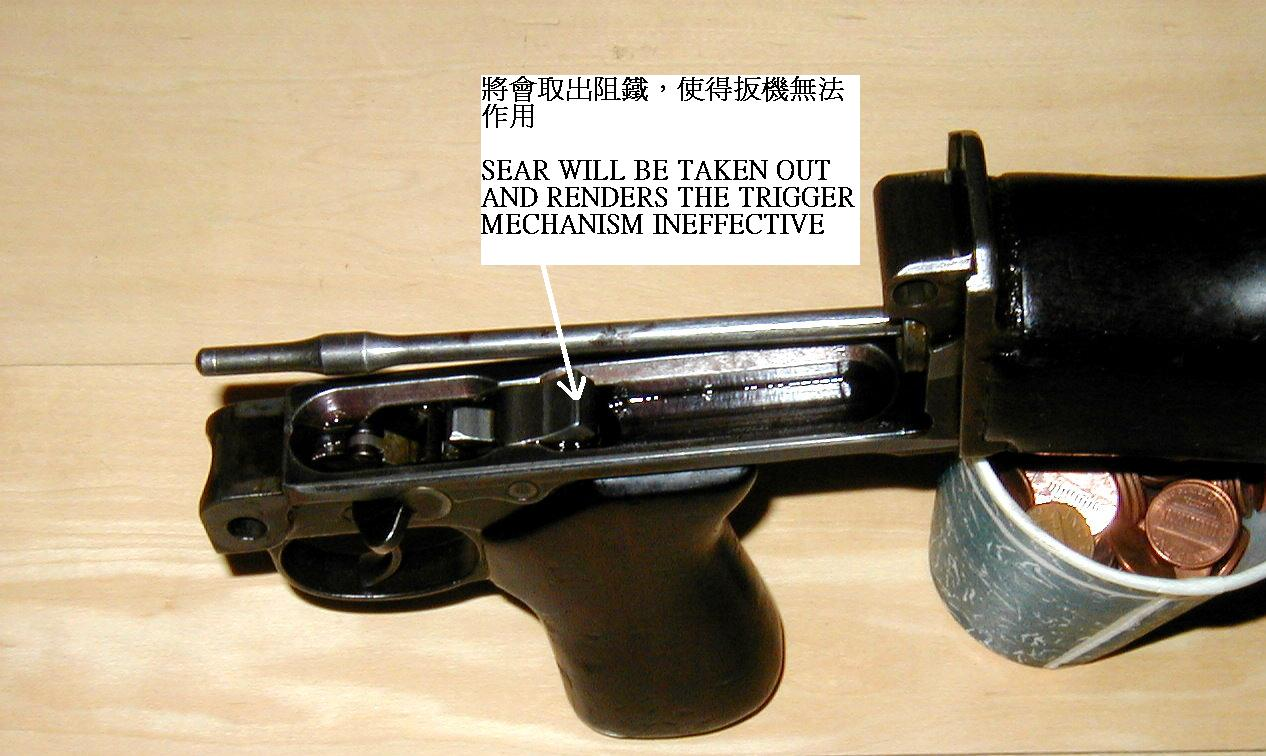 將會取出阻鐵，使得扳機無法
作用
SEAR WILL BE TAKEN OUT
AND RENDERS THE TRIGGER
MECHANISM INEFFECTIVE